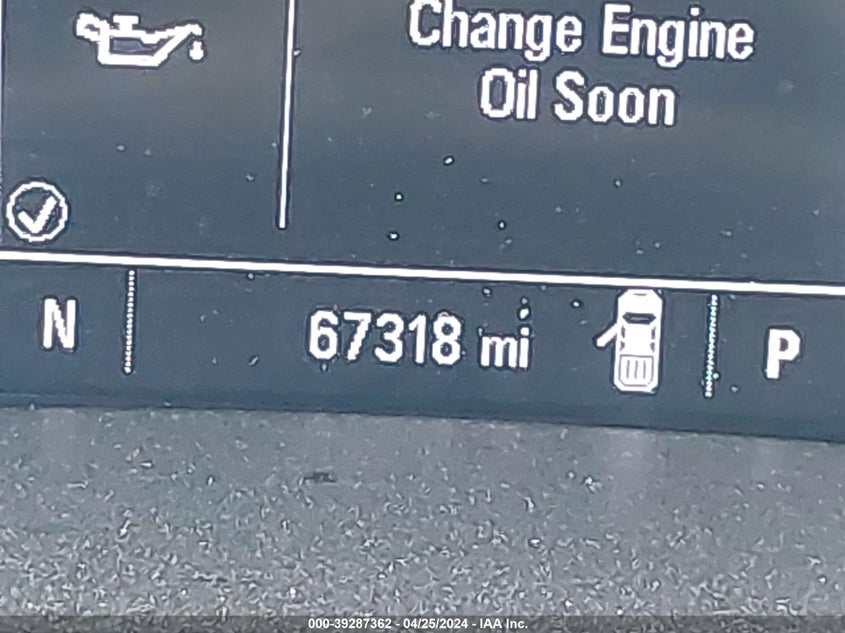 Change Engine
Oil Soon
N 67318 mi P
000-39287362 - 04/25/2024 - IAA Inc.